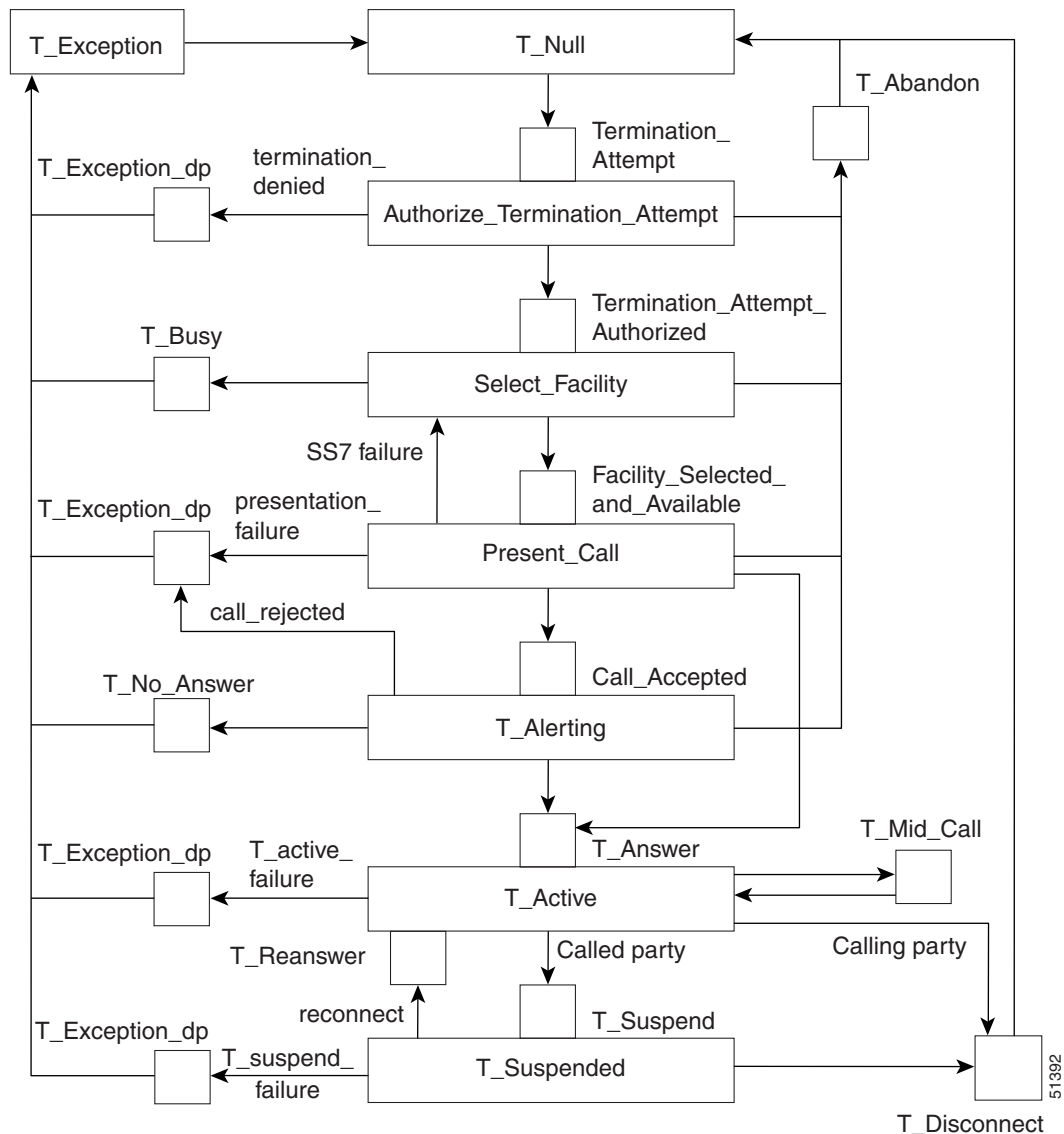 T_Exception
T_Null
T_Abandon
Termination_
Attempt
T_Exception_dp
termination_
denied
Authorize_Termination_Attempt
Termination_Attempt_
Authorized
T_Busy
Select_Facility
SS7 failure
Facility_Selected_
and_Available
T_Exception_dp
presentation_
failure
Present_Call
call_rejected
Call_Accepted
T_No_Answer
T_Alerting
T_Answer
T_Mid_Call
T_Exception_dp
T_active_
failure
T_Active
T_Reanswer
Called party
Calling party
reconnect
T_Suspend
T_Exception_dp
T_suspend_
failure
T_Suspended
51392
T_Disconnect